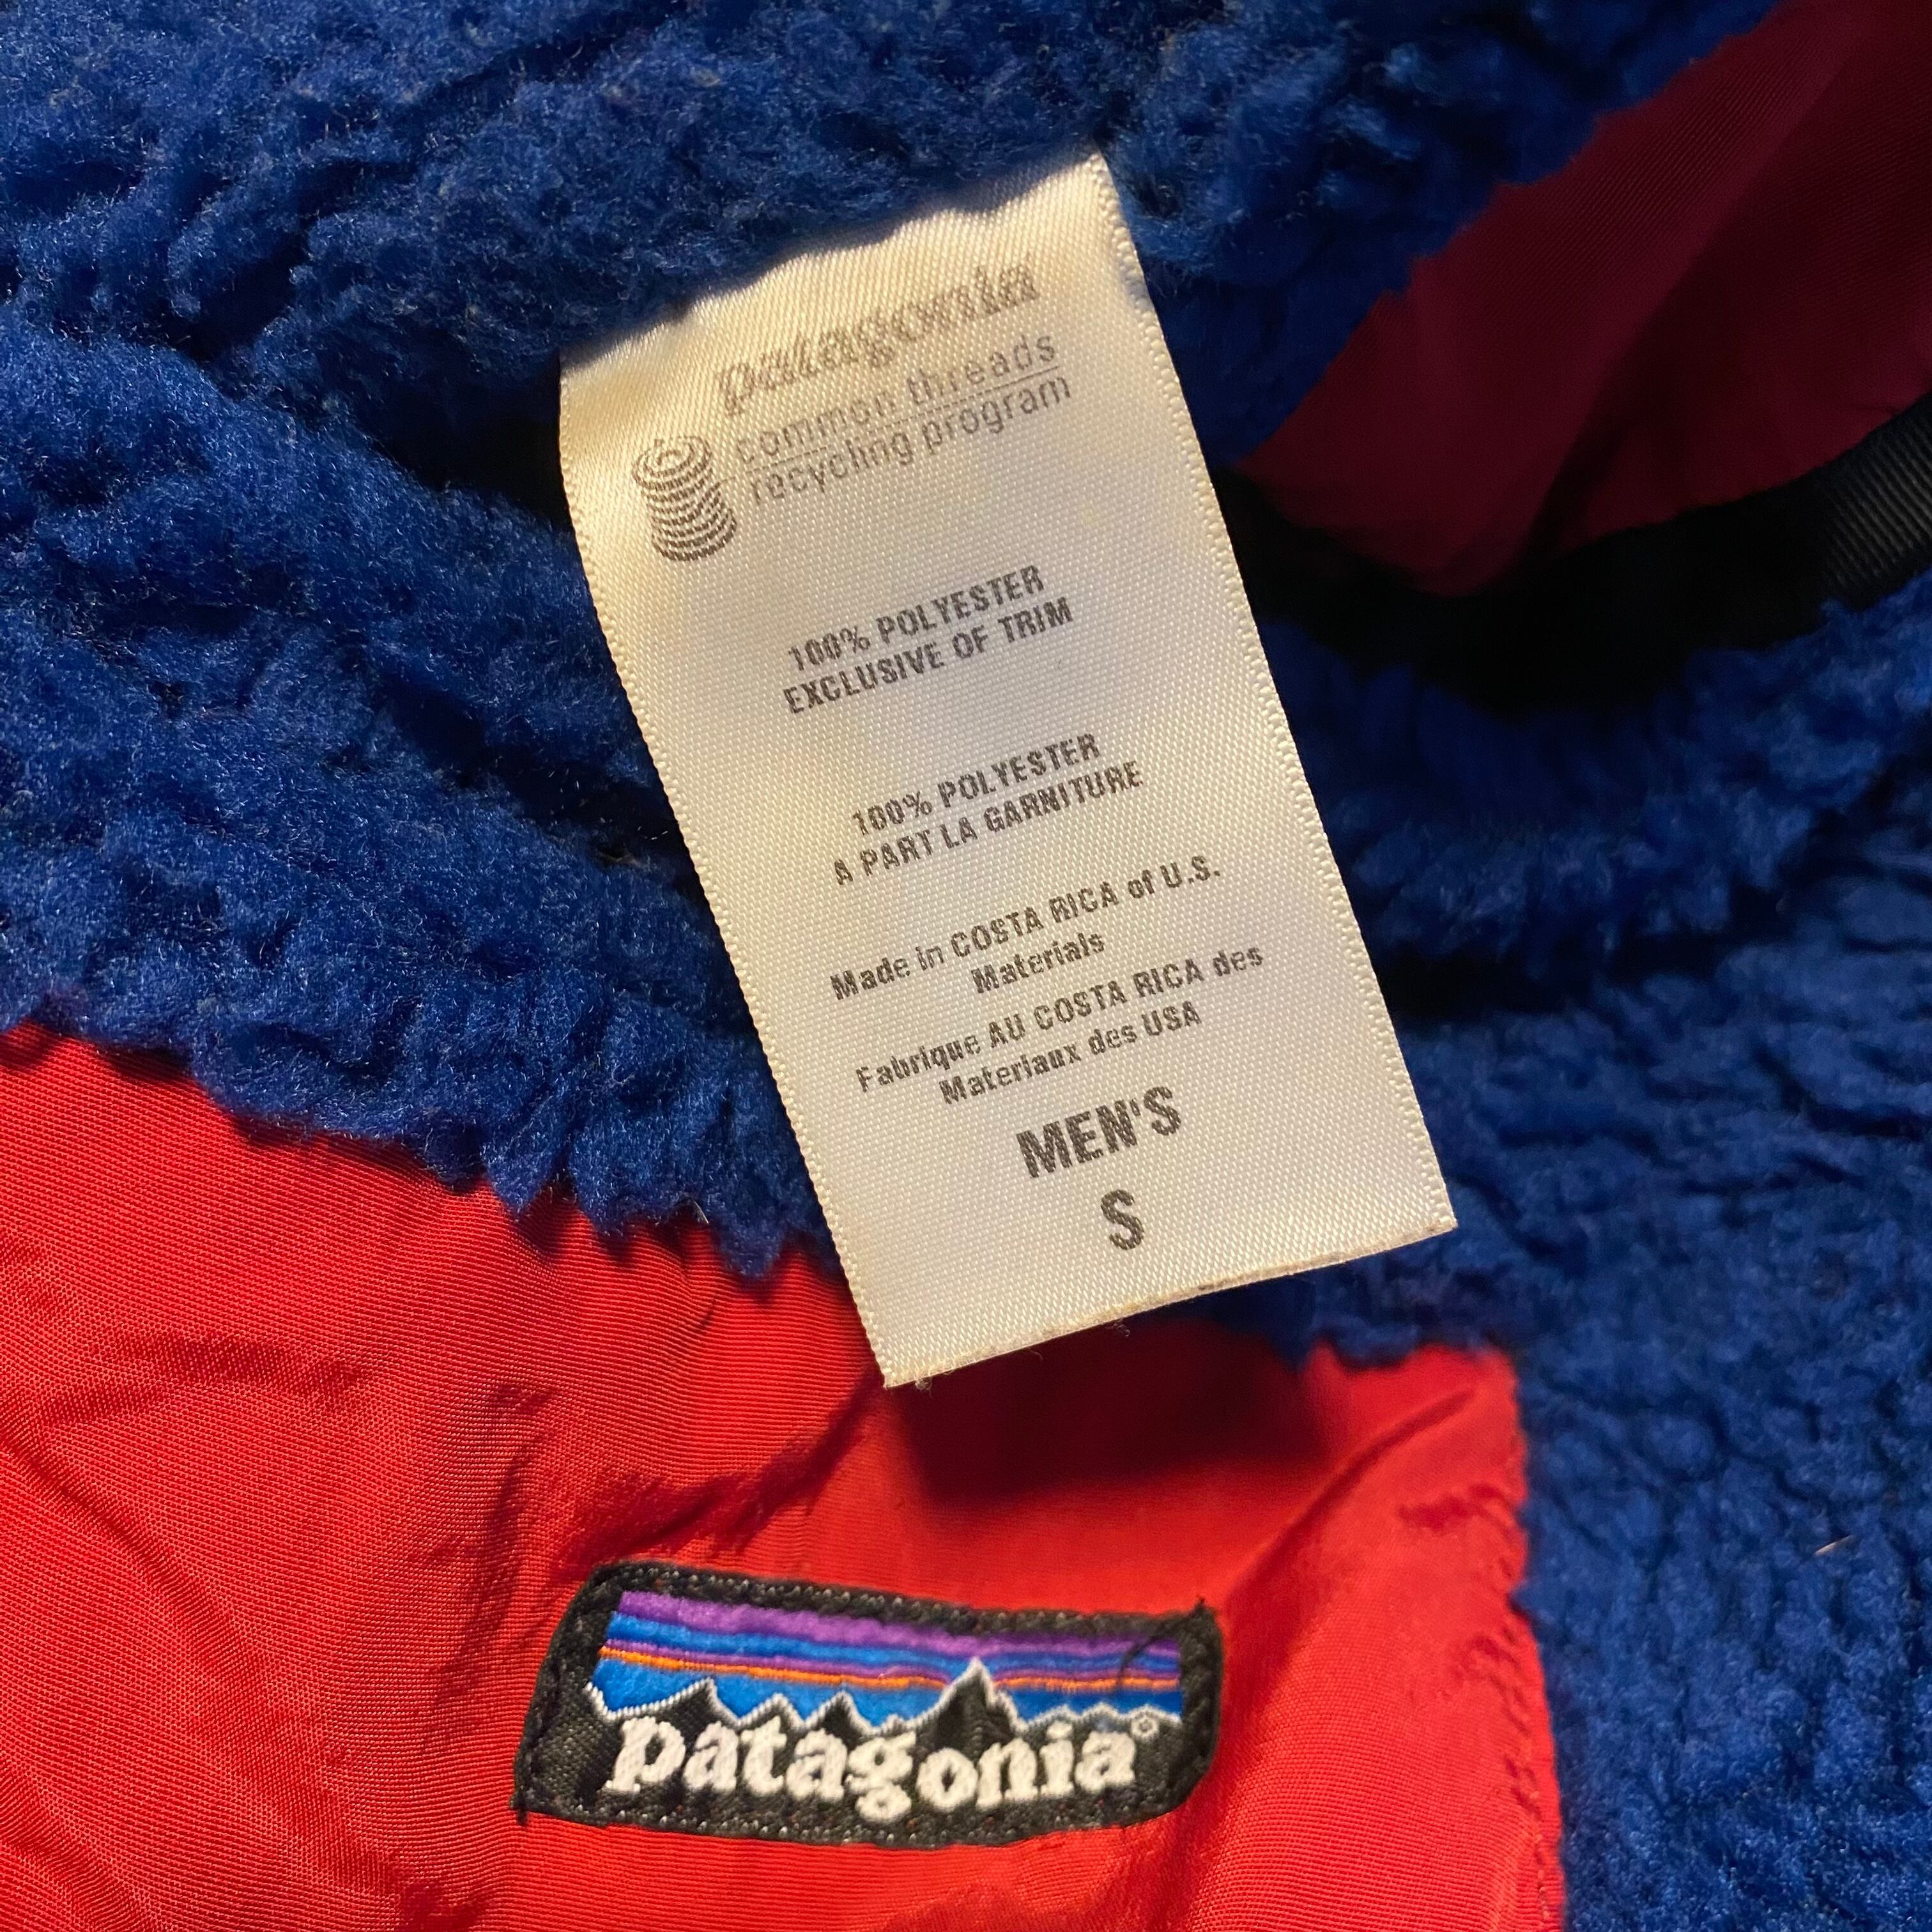 patagonia
common threads
recycling program
100% POLYESTER
EXCLUSIVE OF TRIM
100% POLYESTER
A PART LA GARNITURE
Made in COSTA RICA of U.S.
Materials
Fabrique AU COSTA RICA des
Materiaux des USA
MEN'S
S
patagonia®